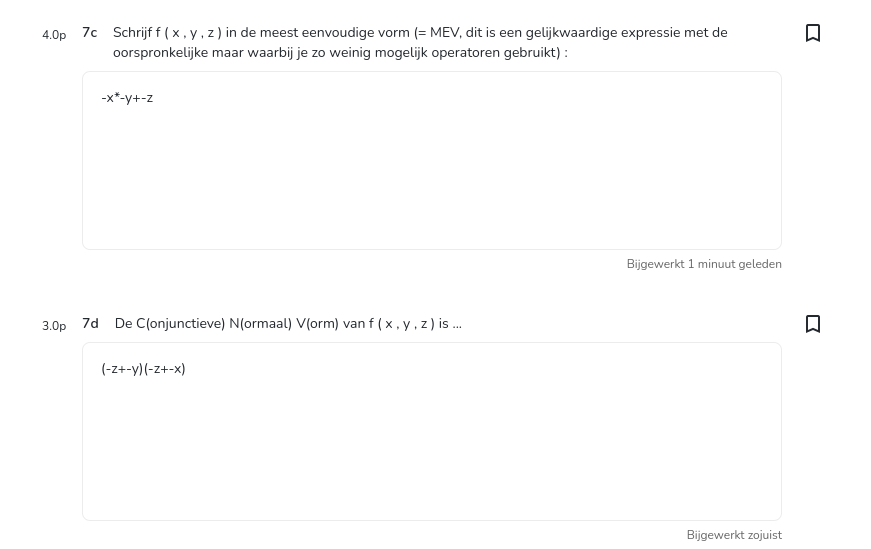 4.0p 7c Schrijf f ( x , y , z ) in de meest eenvoudige vorm (= MEV, dit is een gelijkwaardige expressie met de
oorspronkelijke maar waarbij je zo weinig mogelijk operatoren gebruikt) :
-x*-y+-z
Bijgewerkt 1 minuut geleden
3.0p 7d De C(onjunctieve) N(ormaal) V(orm) van f ( x , y , z ) is ...
(-z+-y)(-z+-x)
Bijgewerkt zojuist